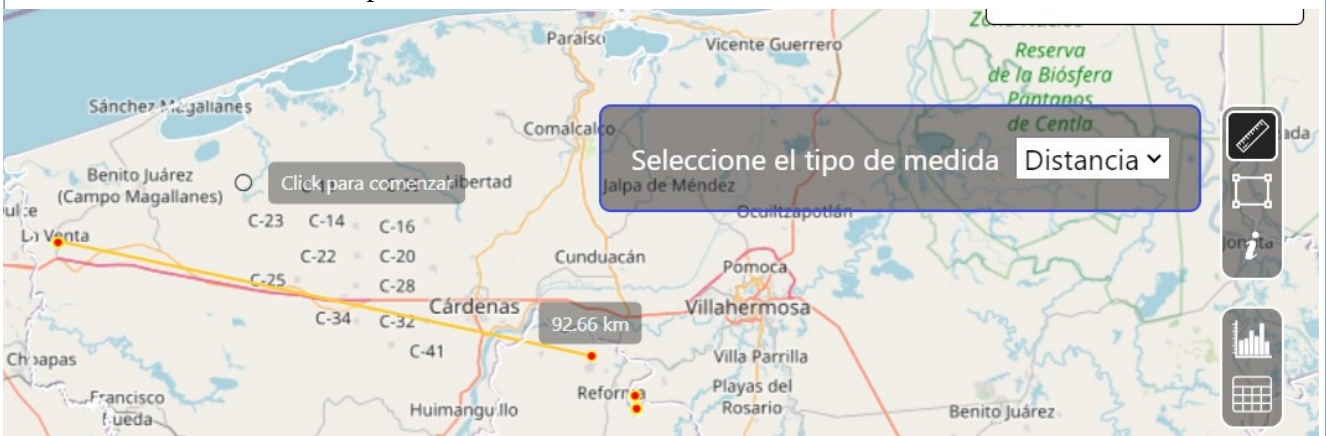 Paraíso
Vicente Guerrero
Reserva
de la Biósfera
Pantanos
de Centla
Sánchez Magallanes
Comalcalco
Seleccione el tipo de medida Distancia
Benito Juárez
(Campo Magallanes)
Click para comenzar
Libertad
Jalpa de Méndez
Ocuiltzapotlán
C-23 C-14 C-16
La Venta
C-22 C-20
Cunduacán
Pomoca
C-25
C-28
Cárdenas
Villahermosa
C-34 C-32
92.66 km
C-41
Villa Parrilla
Choapas
Playas del
Rosario
Francisco
Rueda
Reforma
Huimanguillo
Benito Juárez